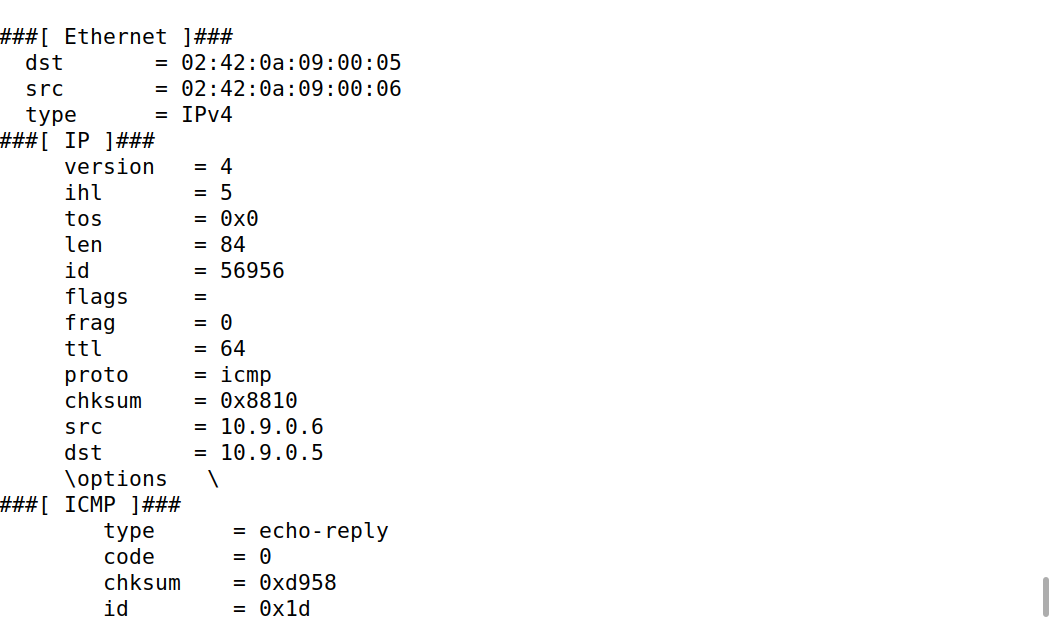 ###[ Ethernet ]###
  dst       = 02:42:0a:09:00:05
  src       = 02:42:0a:09:00:06
  type      = IPv4
###[ IP ]###
     version   = 4
     ihl       = 5
     tos       = 0x0
     len       = 84
     id        = 56956
     flags     =
     frag      = 0
     ttl       = 64
     proto     = icmp
     chksum    = 0x8810
     src       = 10.9.0.6
     dst       = 10.9.0.5
     \options   \
###[ ICMP ]###
        type      = echo-reply
        code      = 0
        chksum    = 0xd958
        id        = 0x1d